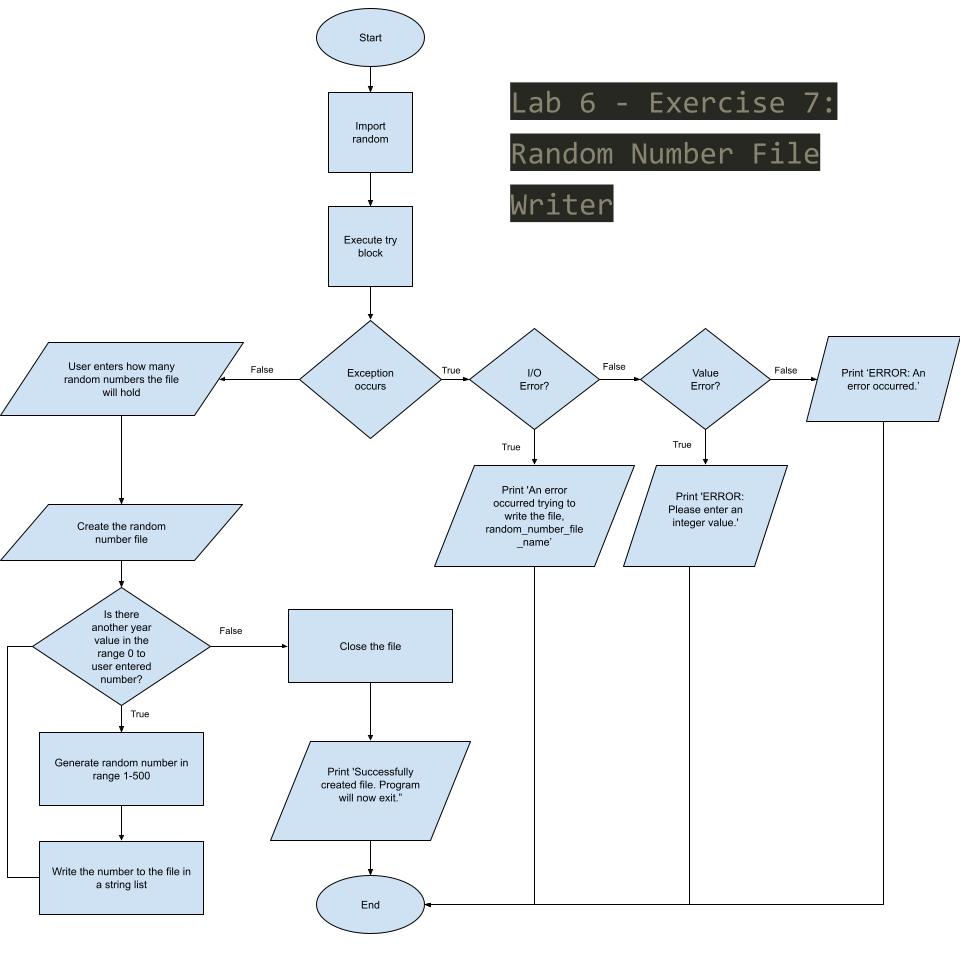 Start
Lab 6 - Exercise 7:
Random Number File
Writer
Import
random
Execute try
block
User enters how many
random numbers the file
will hold
False
Exception
occurs
True
I/O
Error?
False
Value
Error?
False
Print ‘ERROR: An
error occurred.’
True
True
Print 'An error
occurred trying to
write the file,
random_number_file
_name’
Print 'ERROR:
Please enter an
integer value.'
Create the random
number file
Is there
another year
value in the
range 0 to
user entered
number?
False
Close the file
True
Generate random number in
range 1-500
Print 'Successfully
created file. Program
will now exit."
Write the number to the file in
a string list
End